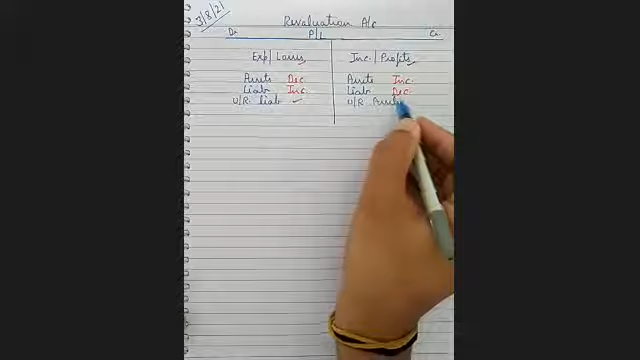 3/8/21
Revaluation A/c
Dr. P/L Cr.
Exp/Losses Inc./Profits
Assets Dec. Assets Inc.
Liab Inc. Liab Dec.
U/R Liab U/R Assets